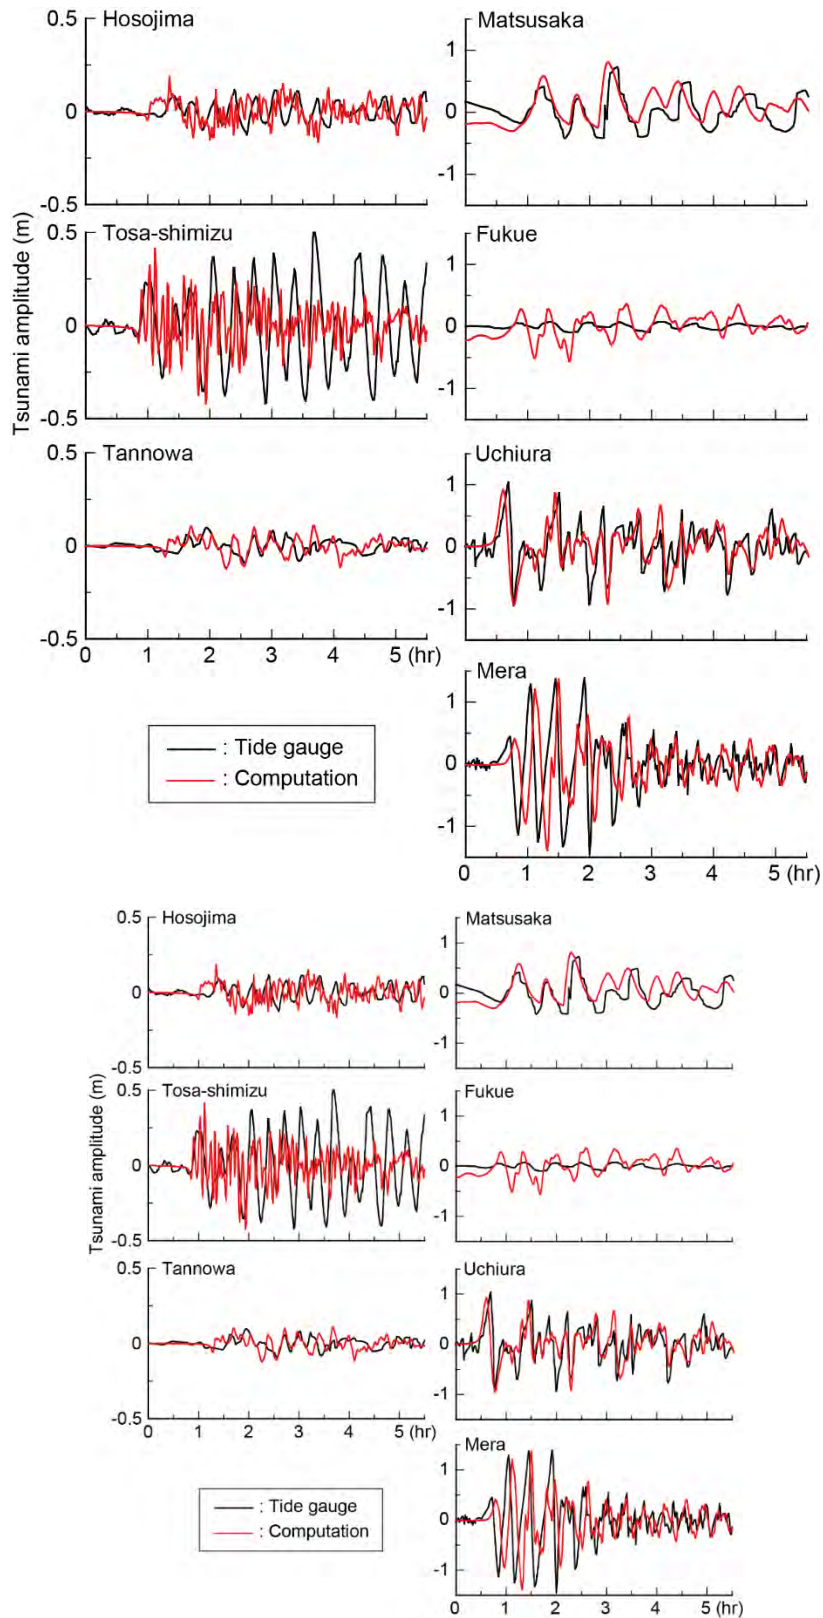 Hosojima
0.5
0
-0.5
Matsusaka
1
0
-1
Tosa-shimizu
0.5
0
-0.5
Tsunami amplitude (m)
Fukue
1
0
-1
Tannowa
0.5
0
-0.5
0 1 2 3 4 5 (hr)
Uchiura
1
0
-1
Mera
1
0
-1
0 1 2 3 4 5 (hr)
: Tide gauge
: Computation
Hosojima
0.5
0
-0.5
Matsusaka
1
0
-1
Tosa-shimizu
0.5
0
-0.5
Tsunami amplitude (m)
Fukue
1
0
-1
Tannowa
0.5
0
-0.5
0 1 2 3 4 5 (hr)
Uchiura
1
0
-1
Mera
1
0
-1
0 1 2 3 4 5 (hr)
: Tide gauge
: Computation